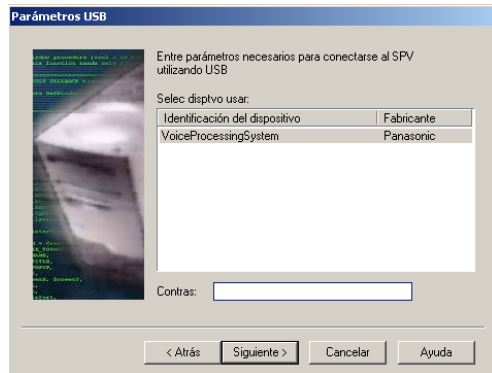 Parámetros USB
Entre parámetros necesarios para conectarse al SPV
utilizando USB
Selec disptvo usar:
Identificación del dispositivo Fabricante
VoiceProcessingSystem Panasonic
Contras:
< Atrás Siguiente > Cancelar Ayuda